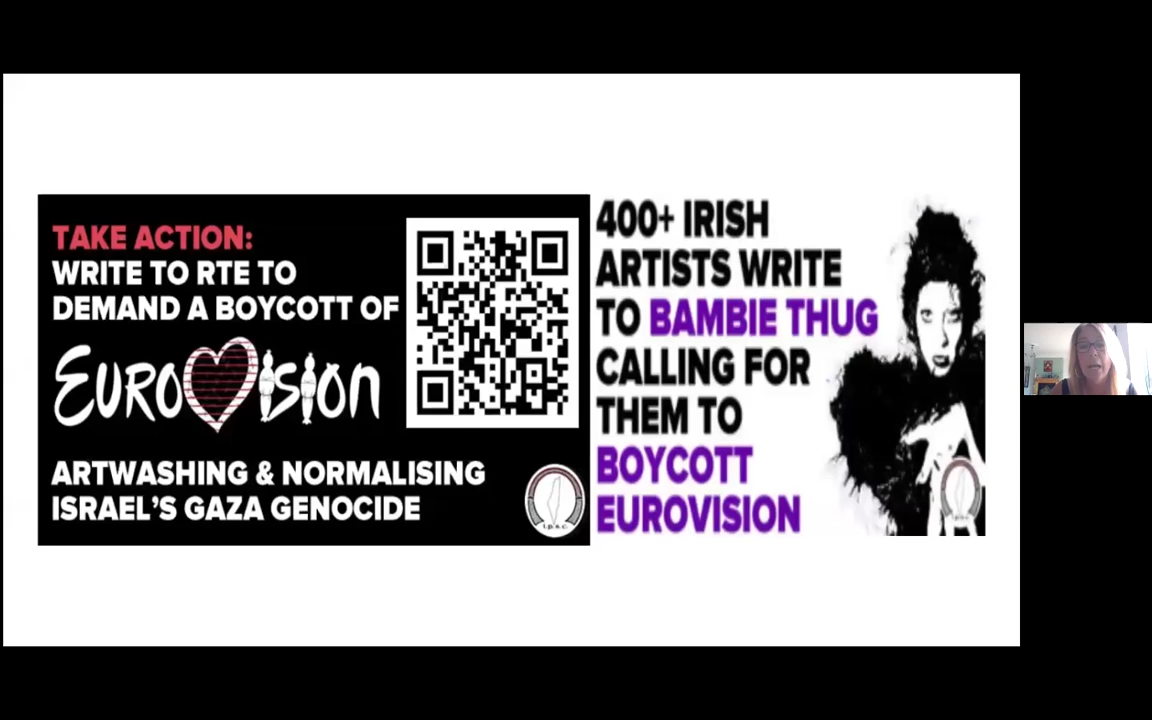 TAKE ACTION:
WRITE TO RTE TO
DEMAND A BOYCOTT OF
EUROVISION
ARTWASHING & NORMALISING
ISRAEL'S GAZA GENOCIDE
i.p.s.c.
400+ IRISH
ARTISTS WRITE
TO BAMBIE THUG
CALLING FOR
THEM TO
BOYCOTT
EUROVISION